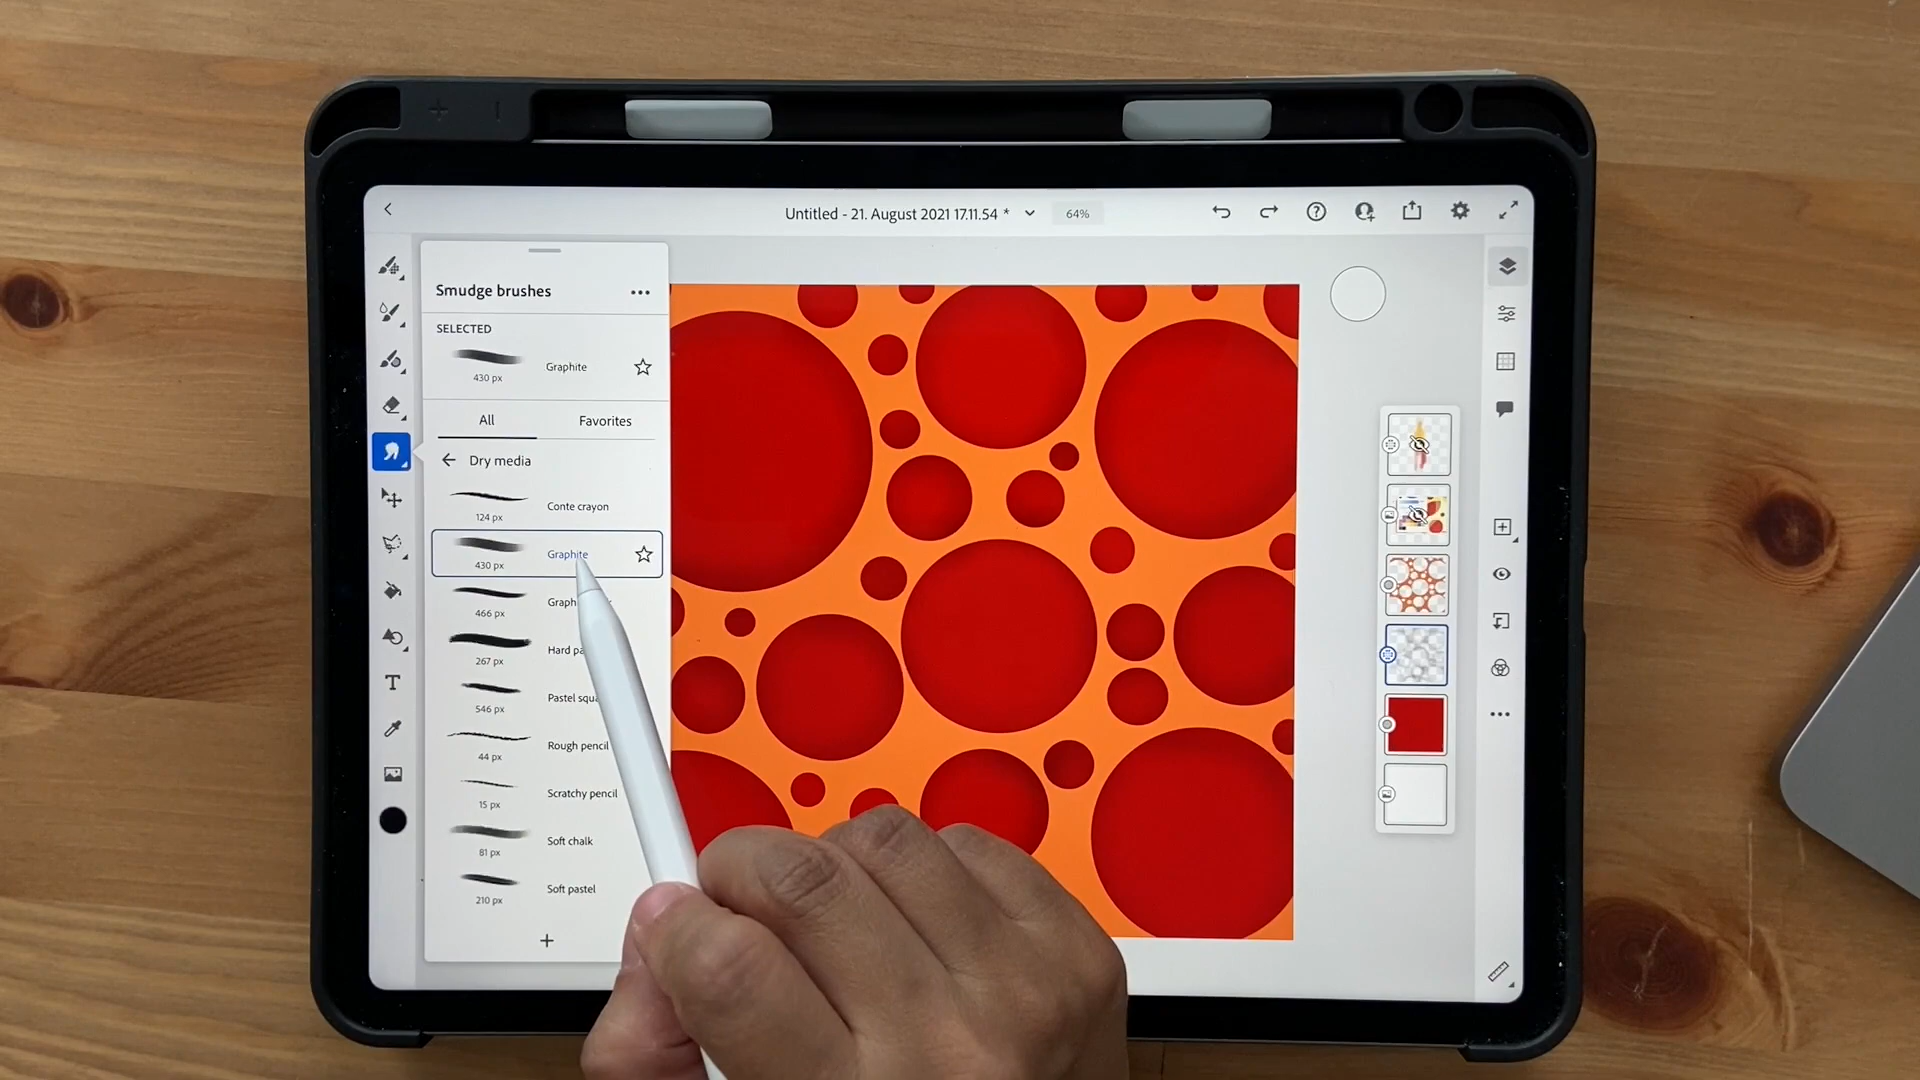 Untitled - 21. August 2021 17.11.54 *
64%
Smudge brushes
SELECTED
Graphite
430 px
All
Favorites
Dry media
Conte crayon
124 px
Graphite
430 px
466 px
267 px
Hard
Pastel
546 px
Rough pencil
44 px
Scratchy pencil
15 px
Soft chalk
81 px
Soft pastel
210 px
T